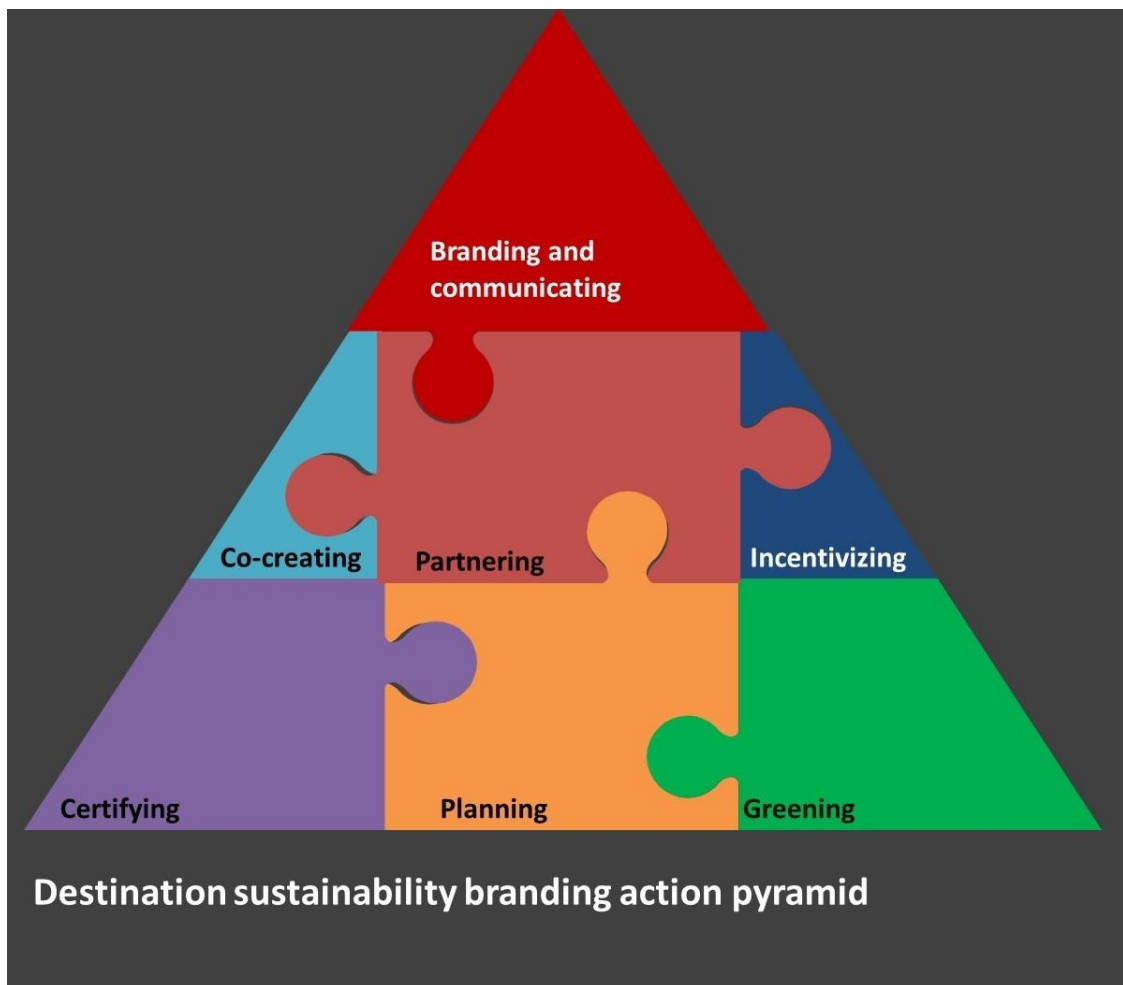 Branding and
communicating
Co-creating
Partnering
Incentivizing
Certifying
Planning
Greening
Destination sustainability branding action pyramid